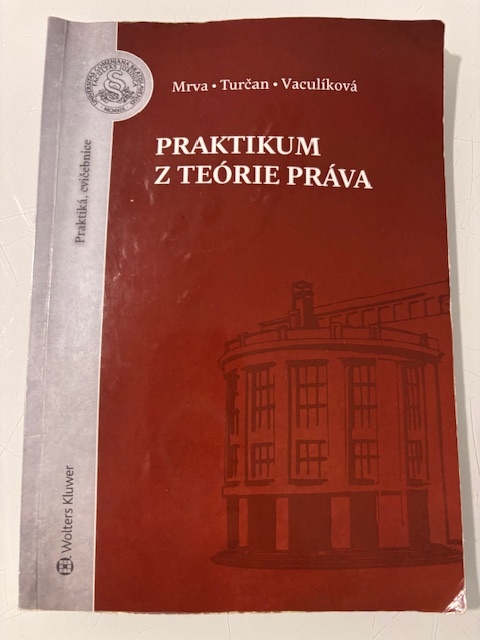 Mrva • Turčan • Vaculíková
PRAKTIKUM
Z TEÓRIE PRÁVA
Praktiká, cvičebnice
Wolters Kluwer